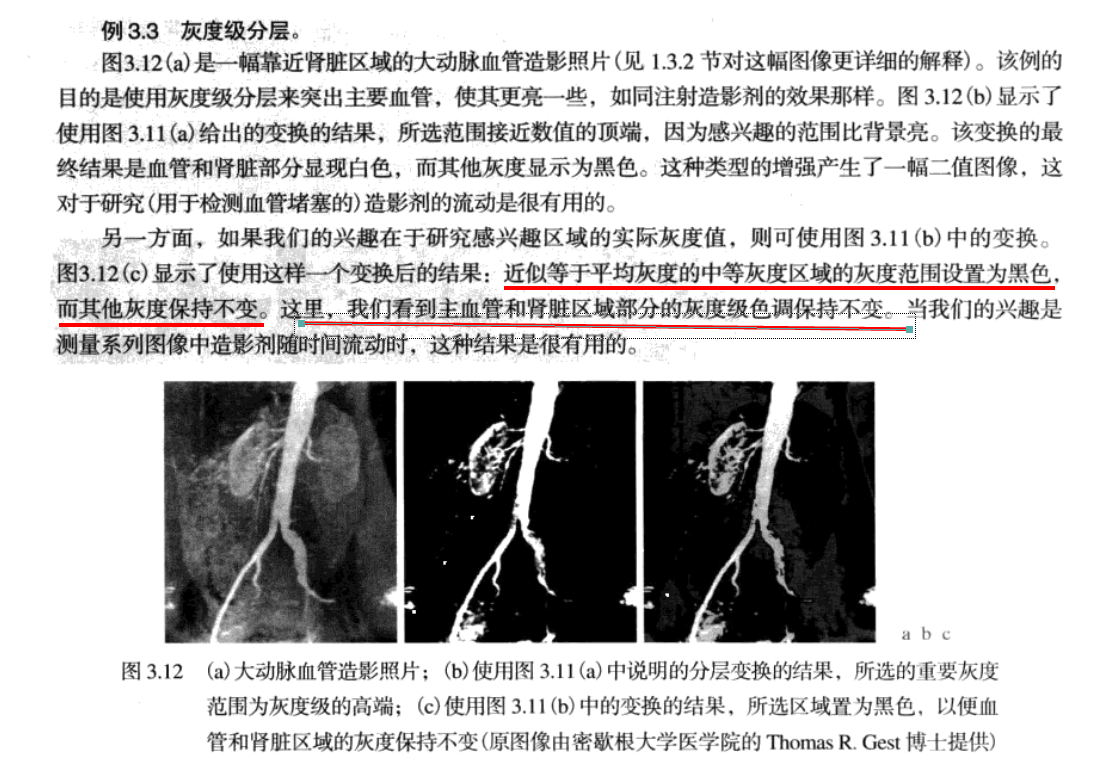 例 3.3 灰度级分层。
图3.12(a)是一幅靠近肾脏区域的大动脉血管造影照片(见 1.3.2 节对这幅图像更详细的解释)。该例的
目的是使用灰度级分层来突出主要血管，使其更亮一些，如同注射造影剂的效果那样。图 3.12(b)显示了
使用图 3.11(a)给出的变换的结果，所选范围接近数值的顶端，因为感兴趣的范围比背景亮。该变换的最
终结果是血管和肾脏部分显现白色，而其他灰度显示为黑色。这种类型的增强产生了一幅二值图像，这
对于研究(用于检测血管堵塞的)造影剂的流动是很有用的。
另一方面，如果我们的兴趣在于研究感兴趣区域的实际灰度值，则可使用图 3.11(b)中的变换。
图3.12(c)显示了使用这样一个变换后的结果：近似等于平均灰度的中等灰度区域的灰度范围设置为黑色，
而其他灰度保持不变。这里，我们看到主血管和肾脏区域部分的灰度级色调保持不变。当我们的兴趣是
测量系列图像中造影剂随时间流动时，这种结果是很有用的。
a b c
图 3.12 (a)大动脉血管造影照片；(b)使用图 3.11(a)中说明的分层变换的结果，所选的重要灰度
范围为灰度级的高端；(c)使用图 3.11(b)中的变换的结果，所选区域置为黑色，以便血
管和肾脏区域的灰度保持不变(原图像由密歇根大学医学院的 Thomas R. Gest 博士提供)